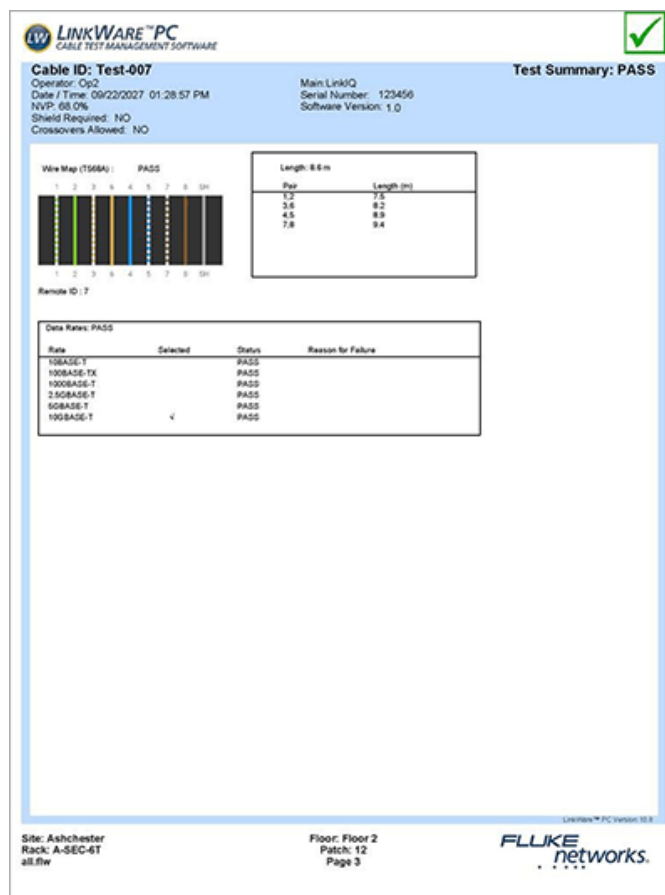 LW LINKWARE™PC
CABLE TEST MANAGEMENT SOFTWARE
Cable ID: Test-007
Test Summary: PASS
Operator: Op2
Date / Time: 09/22/2027 01:28:57 PM
NVP: 68.0%
Shield Required: NO
Crossovers Allowed: NO
Main:LinkIQ
Serial Number: 123456
Software Version: 1.0
Wire Map (T568A) : PASS
1 2 3 6 4 5 7 8 SH
1 2 3 6 4 5 7 8 SH
Remote ID : 7
Length: 8.6 m
Pair Length (m)
1,2 7.5
3,6 8.2
4,5 8.9
7,8 9.4
Data Rates: PASS
Rate Selected Status Reason for Failure
10BASE-T PASS
100BASE-TX PASS
1000BASE-T PASS
2.5GBASE-T PASS
5GBASE-T PASS
10GBASE-T √ PASS
LinkWare™ PC Version 10.8
Site: Ashchester
Rack: A-SEC-6T
all.flw
Floor: Floor 2
Patch: 12
Page 3
FLUKE
networks.